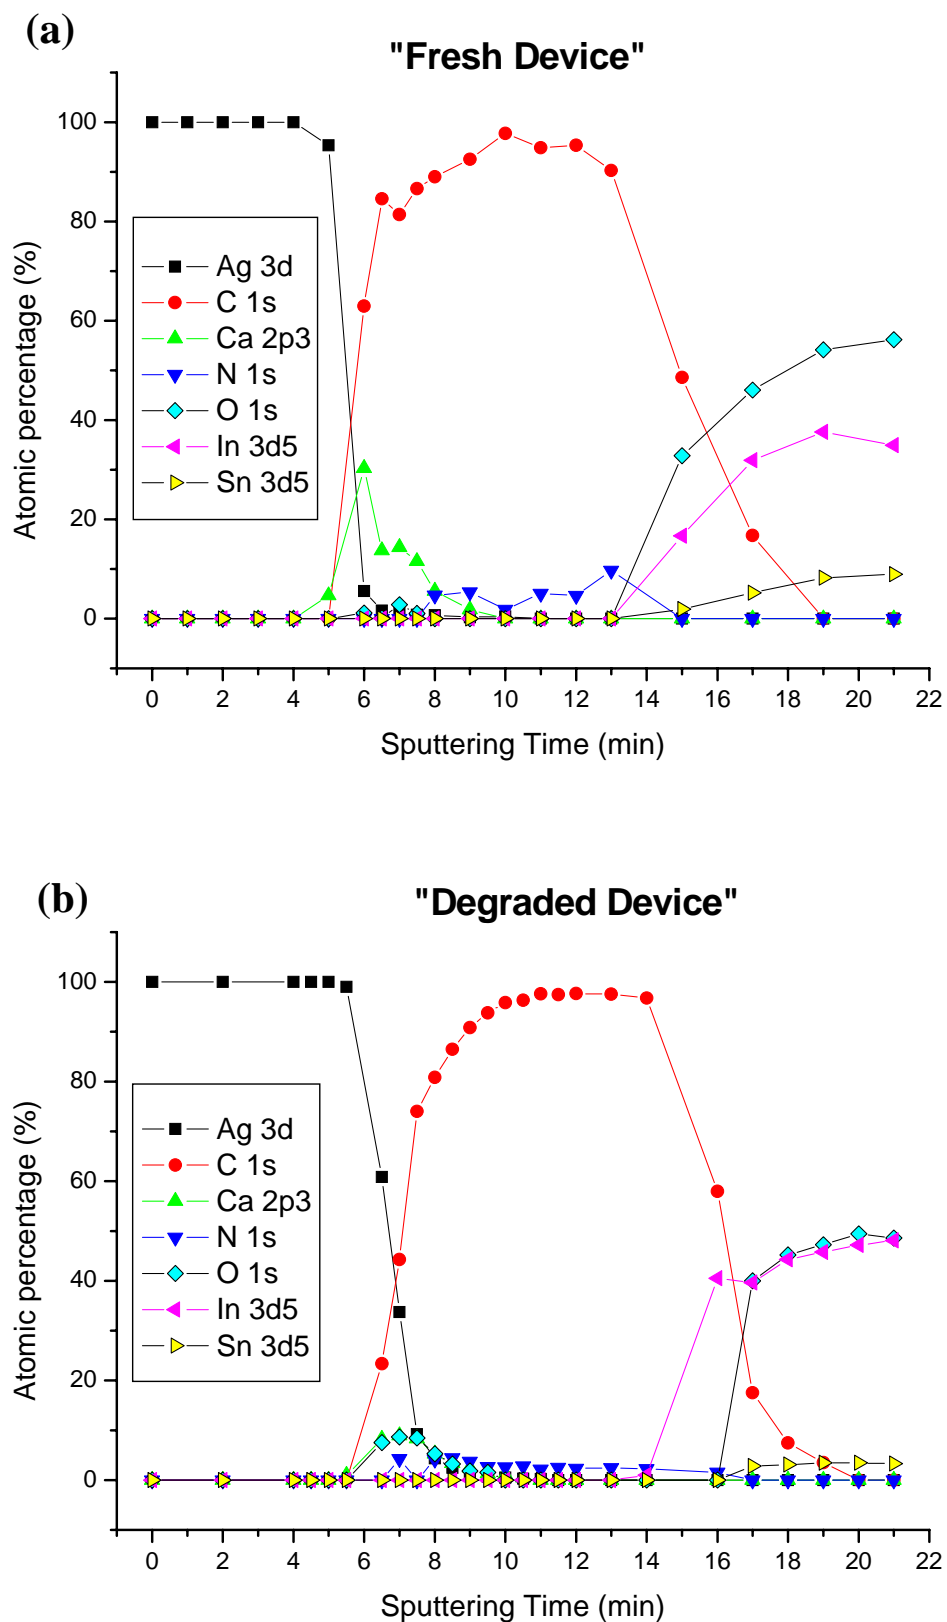 (a)
"Fresh Device"
Atomic percentage (%)
100
80
60
40
20
0
Ag 3d
C 1s
Ca 2p3
N 1s
O 1s
In 3d5
Sn 3d5
0 2 4 6 8 10 12 14 16 18 20 22
Sputtering Time (min)
(b)
"Degraded Device"
Atomic percentage (%)
100
80
60
40
20
0
Ag 3d
C 1s
Ca 2p3
N 1s
O 1s
In 3d5
Sn 3d5
0 2 4 6 8 10 12 14 16 18 20 22
Sputtering Time (min)